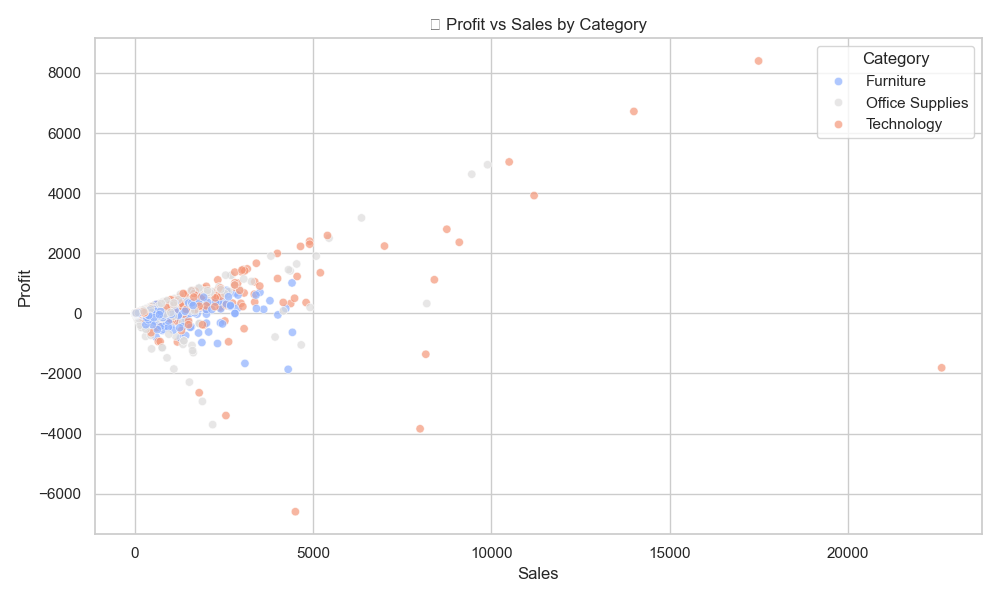 Profit vs Sales by Category
Category
Furniture
Office Supplies
Technology
8000
6000
4000
2000
0
−2000
−4000
−6000
Profit
0
5000
10000
15000
20000
Sales